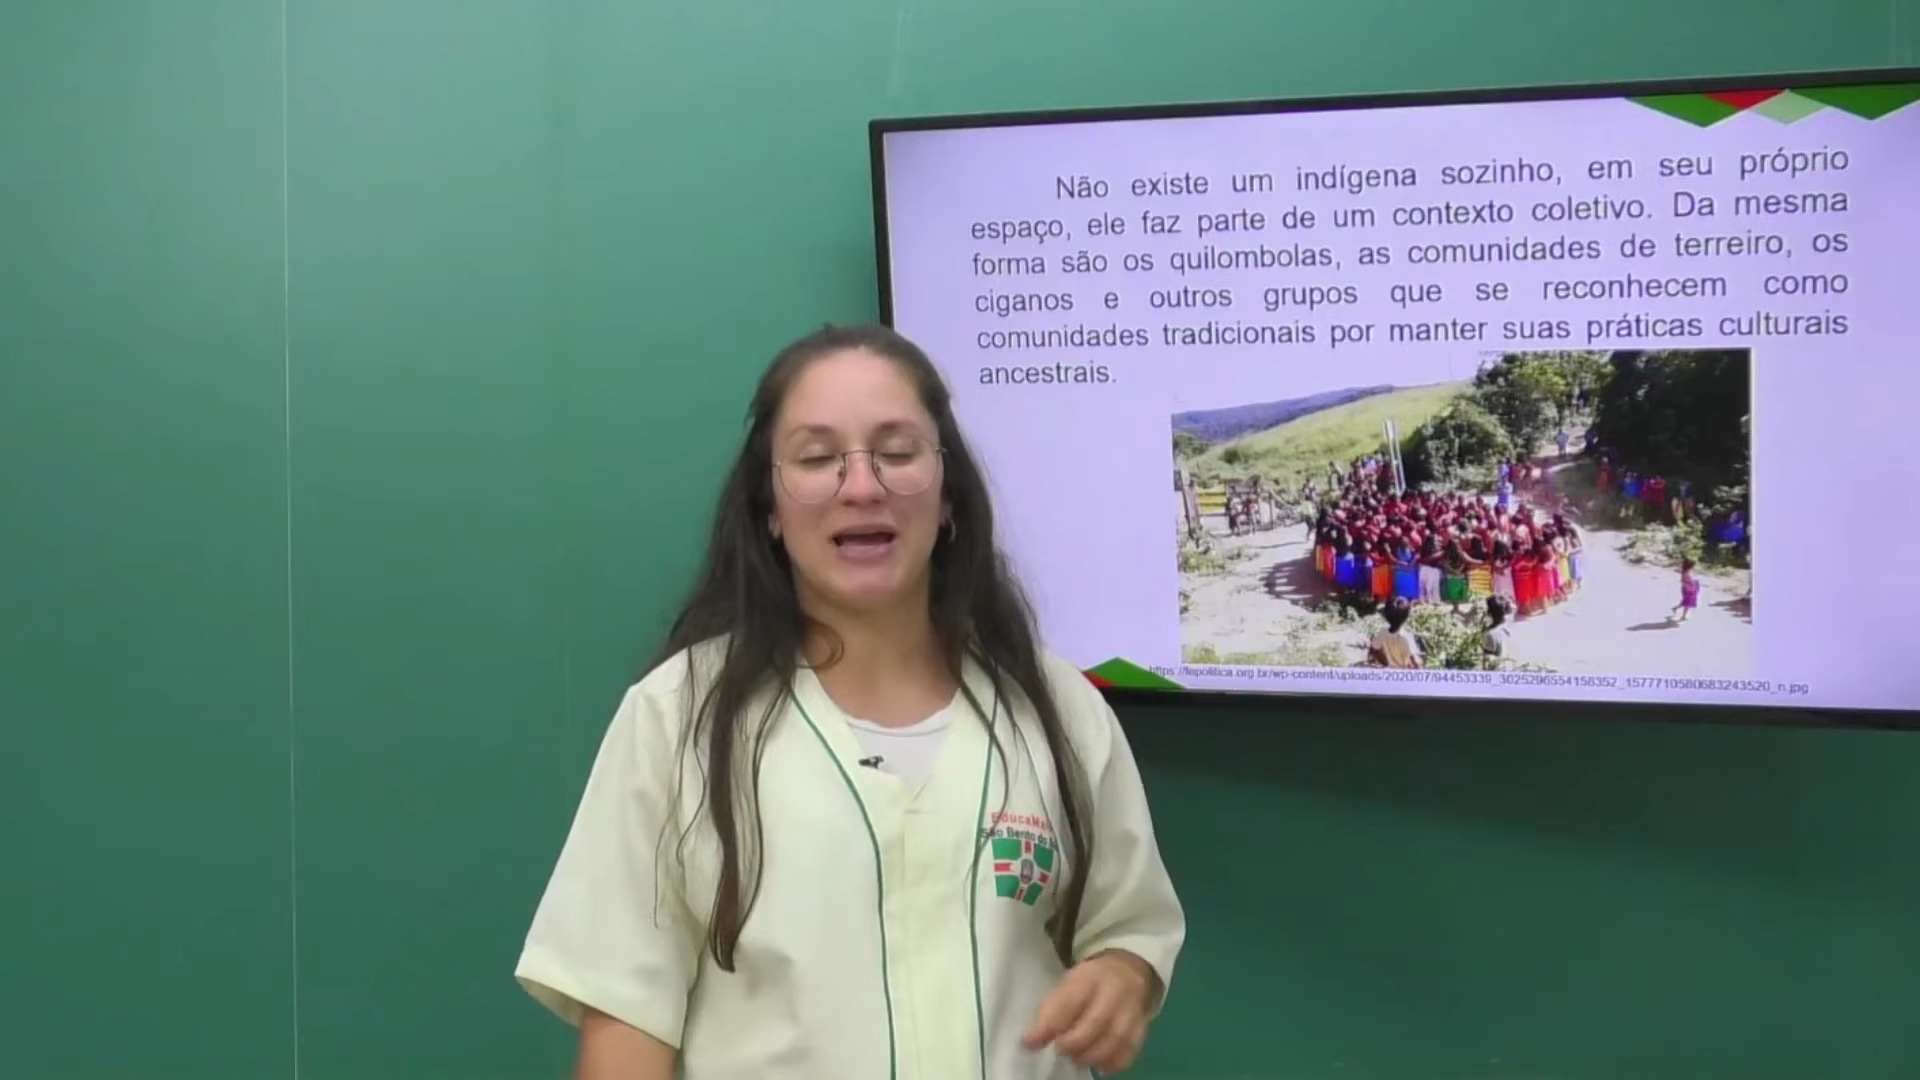 Não existe um indígena sozinho, em seu próprio
espaço, ele faz parte de um contexto coletivo. Da mesma
forma são os quilombolas, as comunidades de terreiro, os
ciganos e outros grupos que se reconhecem como
comunidades tradicionais por manter suas práticas culturais
ancestrais.
https://fepolitica.org.br/wp-content/uploads/2020/07/94453339_3025296554158352_1577710580683243520_n.jpg
São Bento do